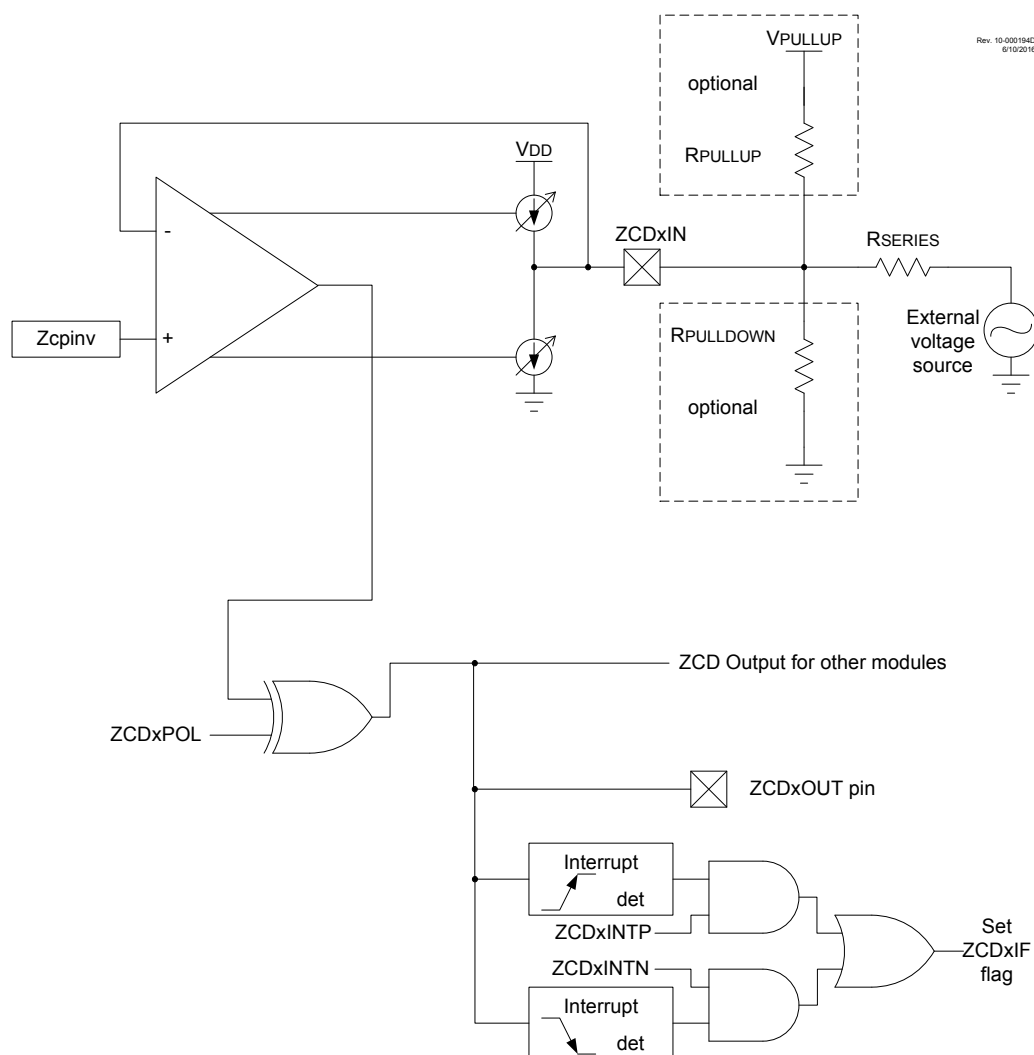 VPULLUP
Rev. 10-000194D
6/10/2016
optional
RPULLUP
VDD
ZCDxIN
RSERIES
-
Zcpinv
+
RPULLDOWN
External
voltage
source
optional
ZCD Output for other modules
ZCDxPOL
ZCDxOUT pin
Interrupt
det
ZCDxINTP
ZCDxINTN
Set
ZCDxIF
flag
Interrupt
det